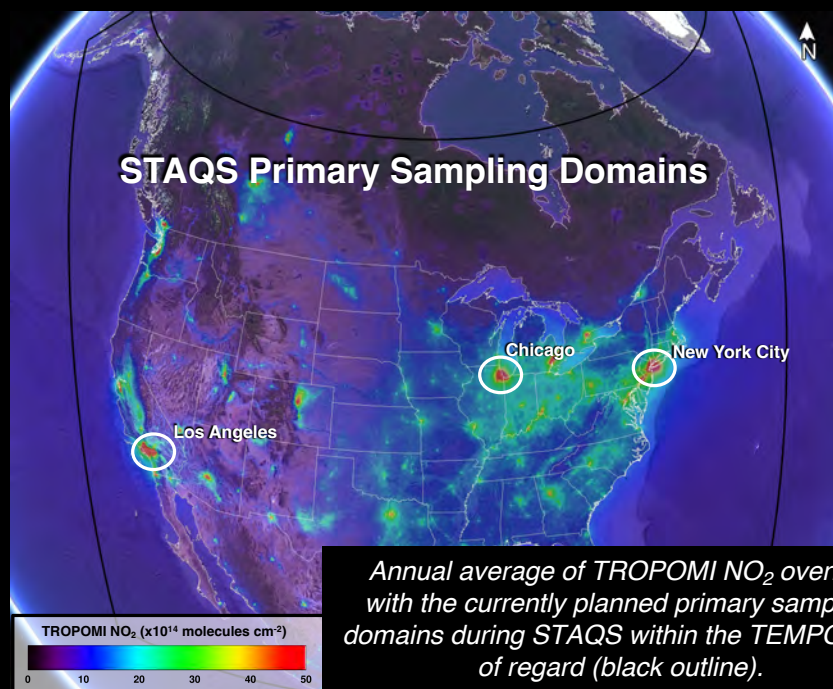 N
STAQS Primary Sampling Domains
Chicago
New York City
Los Angeles
Annual average of TROPOMI NO₂ over
with the currently planned primary samp
domains during STAQS within the TEMPO
of regard (black outline).
TROPOMI NO₂ (x10¹⁴ molecules cm⁻²)
0 10 20 30 40 50